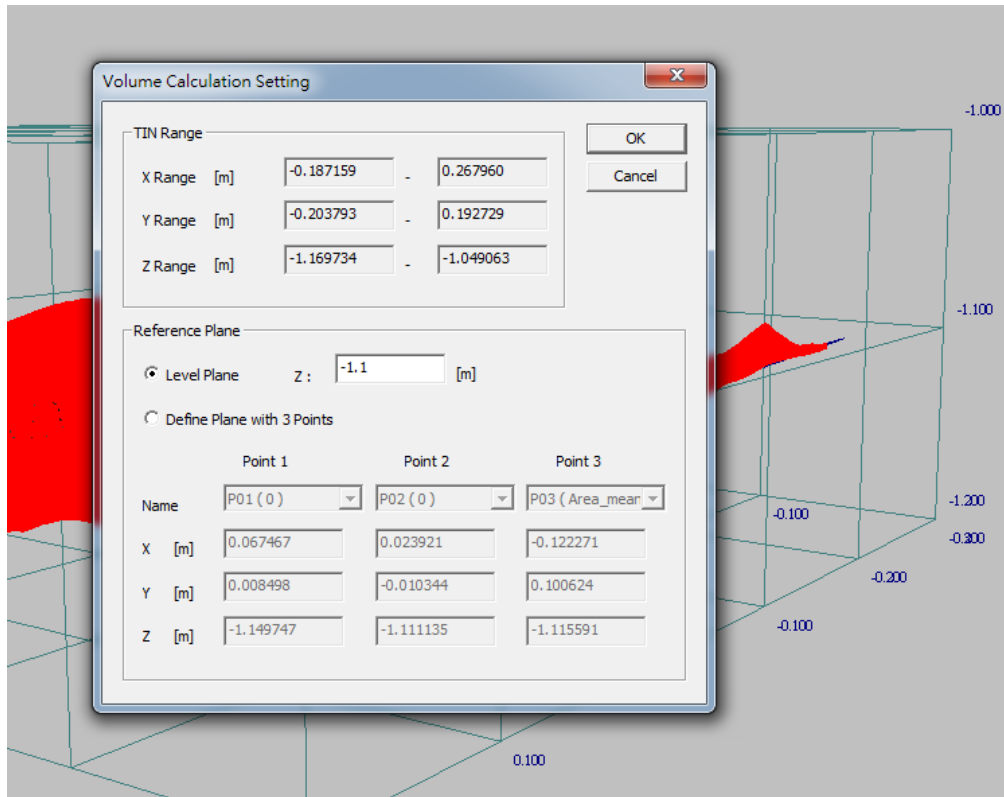 Volume Calculation Setting
TIN Range
OK
X Range [m] -0.187159 - 0.267960
Cancel
Y Range [m] -0.203793 - 0.192729
Z Range [m] -1.169734 - -1.049063
Reference Plane
Level Plane Z : -1.1 [m]
Define Plane with 3 Points
Point 1 Point 2 Point 3
Name P01 ( 0 ) P02 ( 0 ) P03 ( Area_mear
X [m] 0.067467 0.023921 -0.122271
Y [m] 0.008498 -0.010344 0.100624
Z [m] -1.149747 -1.111135 -1.115591
-1.000
-1.100
-1.200
-0.100
-0.200
-0.100
0.100